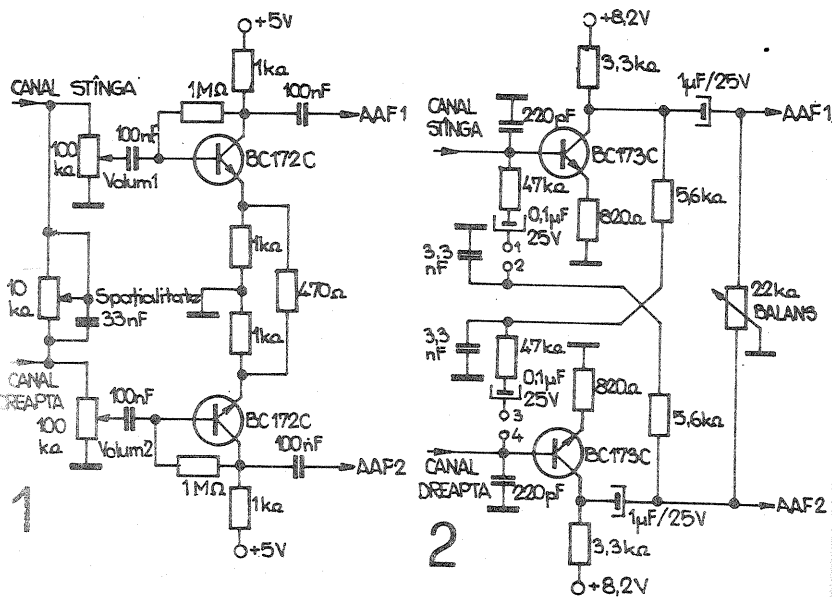 +5V
1kΩ
1MΩ
100nF
CANAL STÎNGA
AAF1
100nF
100
kΩ
BC172C
Volum1
1kΩ
10
kΩ
Spațialitate
33nF
470Ω
1kΩ
CANAL
DREAPTA
100nF
BC172C
100
kΩ
Volum2
100nF
AAF2
1MΩ
1kΩ
+5V
1
+8,2V
3,3kΩ
1µF/25V
CANAL
STÎNGA
220pF
AAF1
BC173C
47kΩ
5,6kΩ
0,1µF
25V
820Ω
3,3
nF
1
2
22kΩ
BALANS
3,3
nF
47kΩ
0,1µF
25V
820Ω
3
4
5,6kΩ
BC173C
CANAL
DREAPTA
220pF
AAF2
1µF/25V
2
3,3kΩ
+8,2V